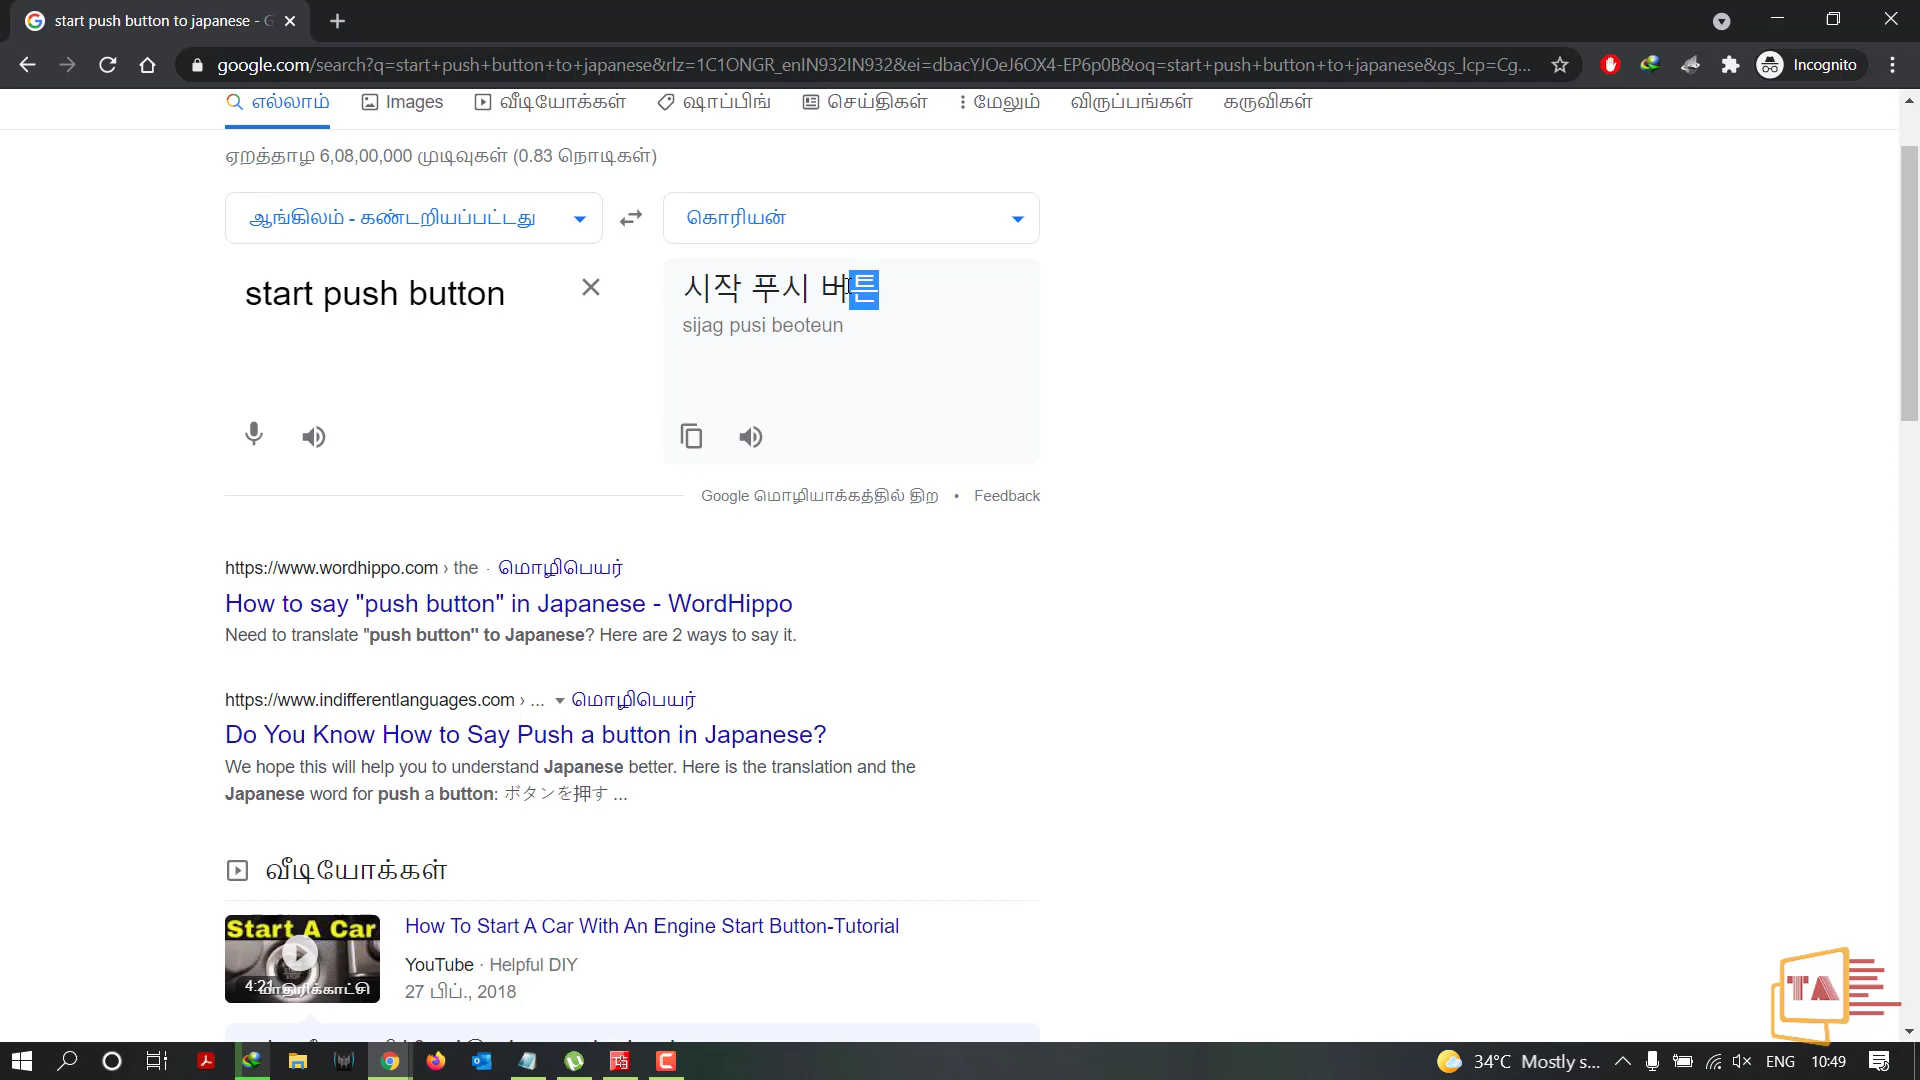 start push button to japanese - G
google.com/search?q=start+push+button+to+japanese&rlz=1C1ONGR_enIN932IN932&ei=dbacYJOeJ6OX4-EP6p0B&oq=start+push+button+to+japanese&gs_lcp=Cg...
Incognito
எல்லாம் Images வீடியோக்கள் ஷாப்பிங் செய்திகள் மேலும் விருப்பங்கள் கருவிகள்
ஏறத்தாழ 6,08,00,000 முடிவுகள் (0.83 நொடிகள்)
ஆங்கிலம் - கண்டறியப்பட்டது கொரியன்
start push button
시작 푸시 버튼
sijag pusi beoteun
Google மொழியாக்கத்தில் திற • Feedback
https://www.wordhippo.com › the · மொழிபெயர்
How to say "push button" in Japanese - WordHippo
Need to translate "push button" to Japanese? Here are 2 ways to say it.
https://www.indifferentlanguages.com › ... மொழிபெயர்
Do You Know How to Say Push a button in Japanese?
We hope this will help you to understand Japanese better. Here is the translation and the
Japanese word for push a button: ボタンを押す ...
வீடியோக்கள்
Start A Car
4:21
மாதிரிக்காட்சி
How To Start A Car With An Engine Start Button-Tutorial
YouTube · Helpful DIY
27 பிப்., 2018
TA
34°C Mostly s... ENG 10:49